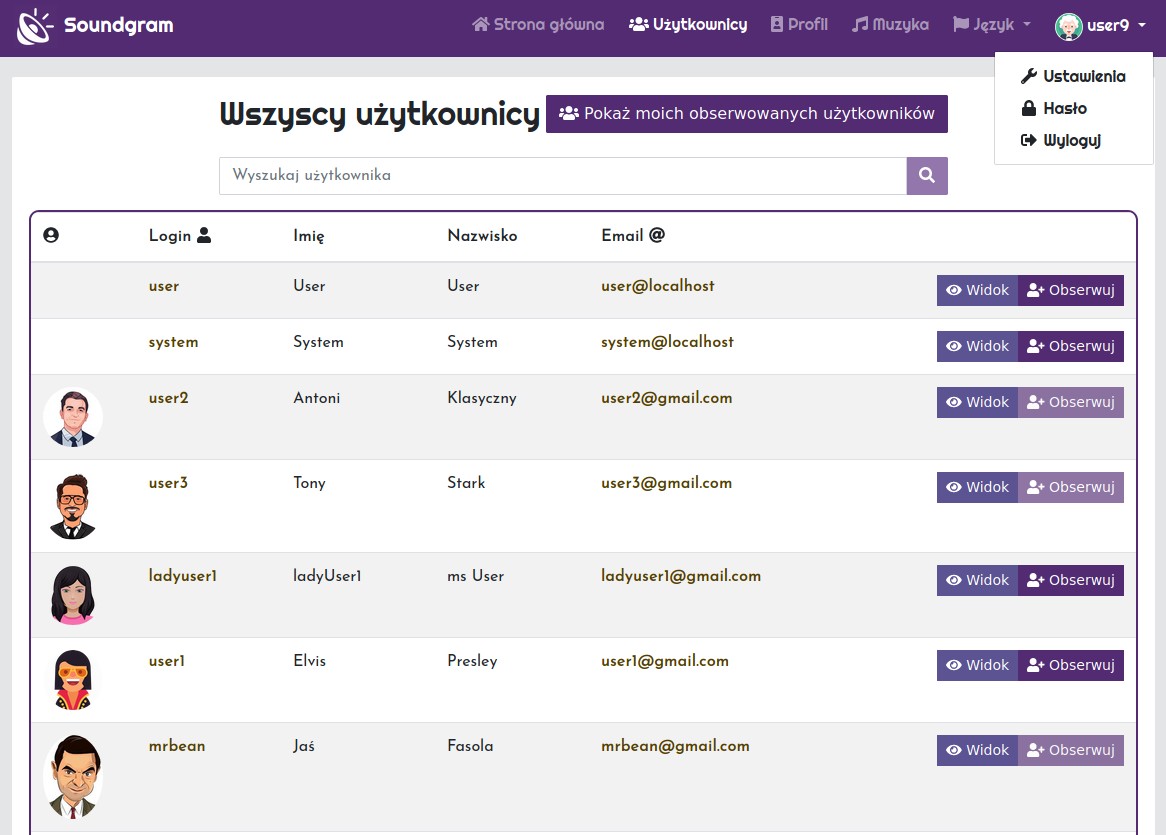 Soundgram Strona główna Użytkownicy Profil Muzyka Język user9
Ustawienia
Hasło
Wyloguj
Wszyscy użytkownicy Pokaż moich obserwowanych użytkowników
Wyszukaj użytkownika
Login Imię Nazwisko Email @
user User User user@localhost Widok Obserwuj
system System System system@localhost Widok Obserwuj
user2 Antoni Klasyczny user2@gmail.com Widok Obserwuj
user3 Tony Stark user3@gmail.com Widok Obserwuj
ladyuser1 ladyUser1 ms User ladyuser1@gmail.com Widok Obserwuj
user1 Elvis Presley user1@gmail.com Widok Obserwuj
mrbean Jaś Fasola mrbean@gmail.com Widok Obserwuj